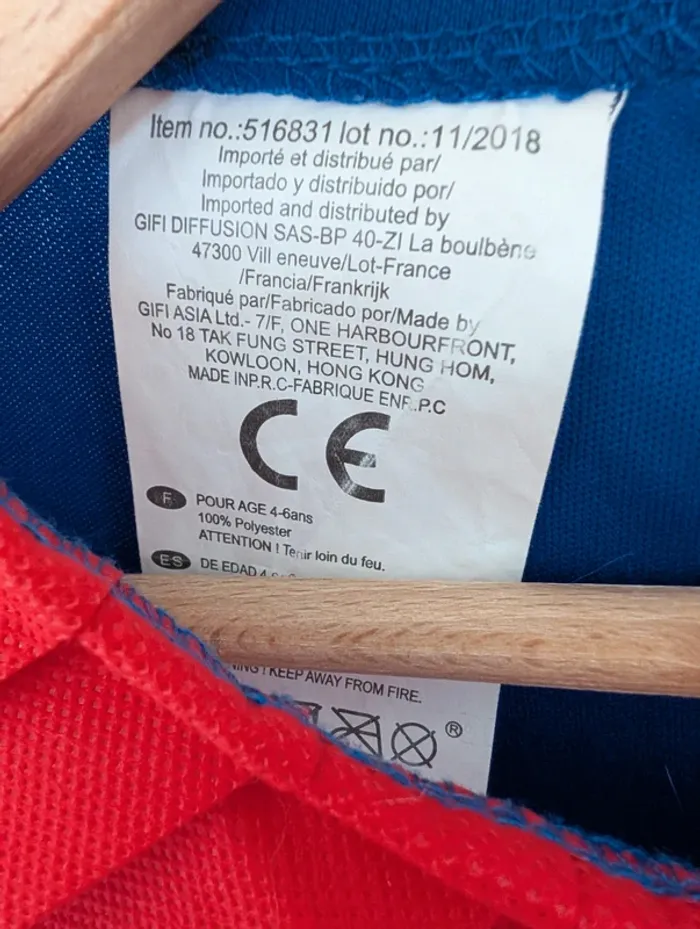 Item no.:516831 lot no.:11/2018
Importé et distribué par/
Importado y distribuido por/
Imported and distributed by
GIFI DIFFUSION SAS-BP 40-ZI La boulbène
47300 Vill eneuve/Lot-France
/Francia/Frankrijk
Fabriqué par/Fabricado por/Made by
GIFI ASIA Ltd.- 7/F, ONE HARBOURFRONT,
No 18 TAK FUNG STREET, HUNG HOM,
KOWLOON, HONG KONG
MADE INP.R.C-FABRIQUE EN P.C
CE
F POUR AGE 4-6ans
100% Polyester
ATTENTION ! Tenir loin du feu.
ES DE EDAD 4
! KEEP AWAY FROM FIRE.
®